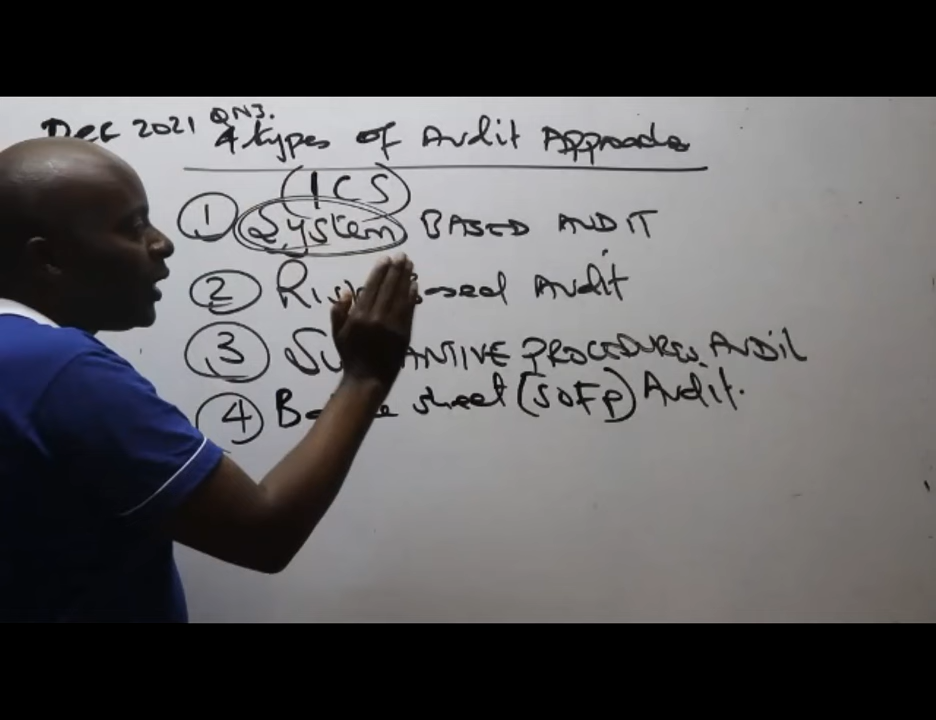 Dec 2021 QN3.
4 types of Audit Approach
(ICS)
1 System BASED AUDIT
2 Risk Based Audit
3 AUDIT PROCEDURES
4 sheet (SOFP) Audit.